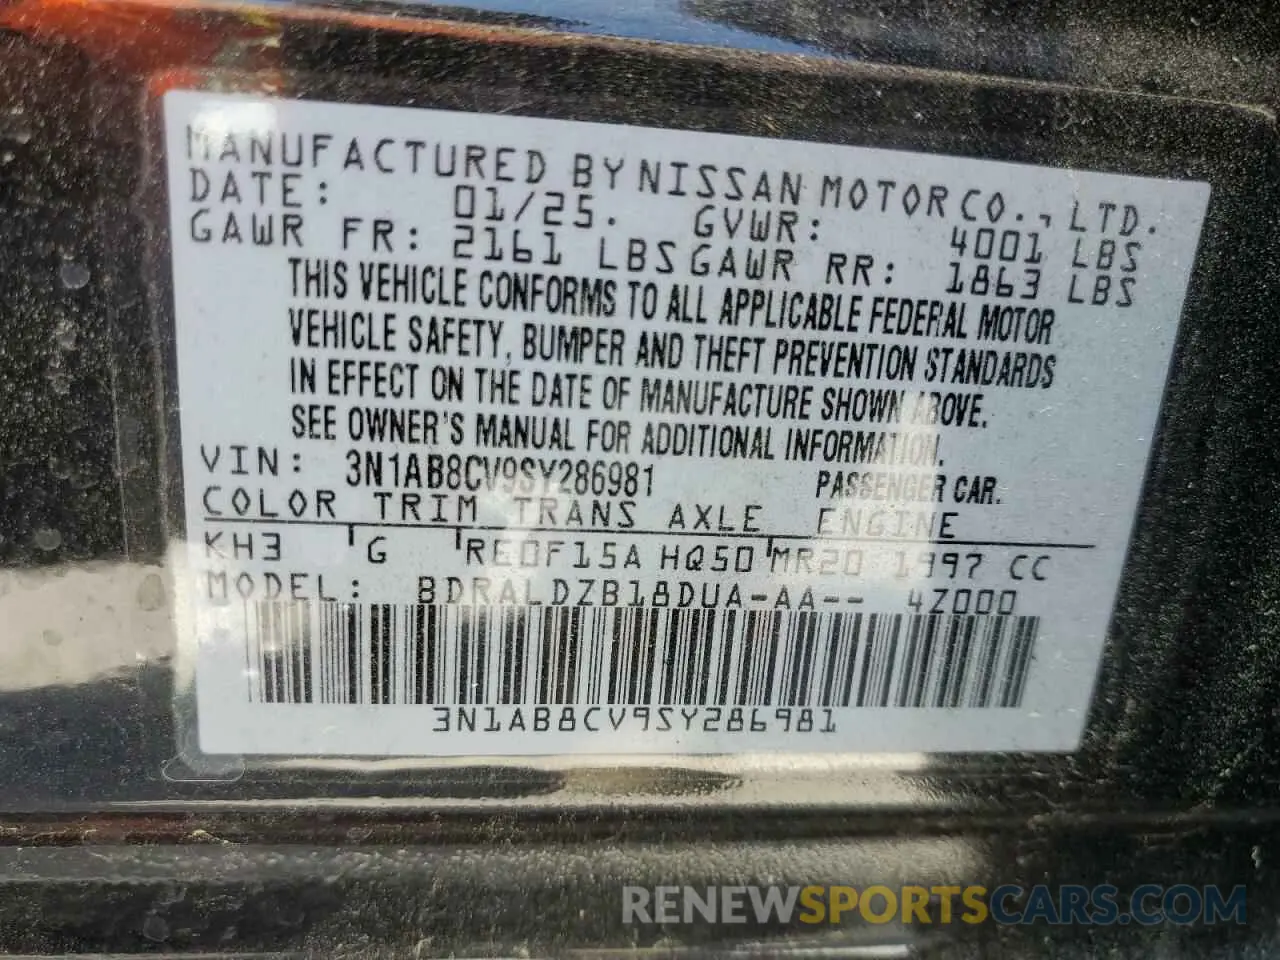 MANUFACTURED BY NISSAN MOTOR CO., LTD.
DATE: 01/25. GVWR: 4001 LBS
GAWR FR: 2161 LBS GAWR RR: 1863 LBS
THIS VEHICLE CONFORMS TO ALL APPLICABLE FEDERAL MOTOR
VEHICLE SAFETY, BUMPER AND THEFT PREVENTION STANDARDS
IN EFFECT ON THE DATE OF MANUFACTURE SHOWN ABOVE.
SEE OWNER'S MANUAL FOR ADDITIONAL INFORMATION.
VIN: 3N1AB8CV9SY286981 PASSENGER CAR.
COLOR TRIM TRANS AXLE ENGINE
KH3 G RE0F15A HQ50 MR20 1997 CC
MODEL: BDRALDZB18DUA-AA-- 4Z000
3N1AB8CV9SY286981
RENEWSPORTSCARS.COM